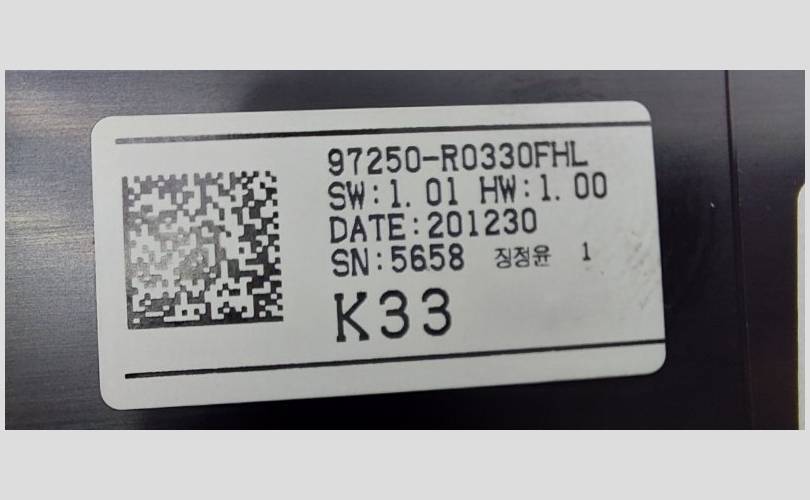 97250-R0330FHL
SW:1.01 HW:1.00
DATE:201230
SN:5658 징정윤 1
K33